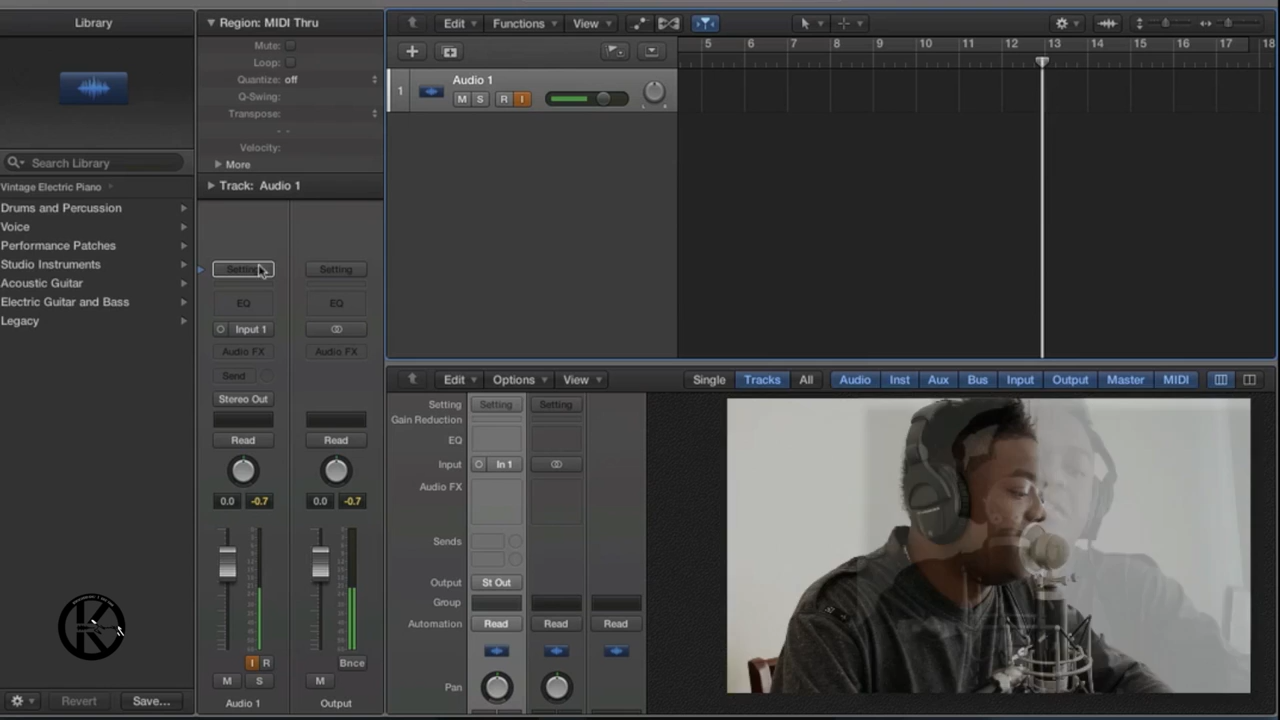 Library
Search Library
Vintage Electric Piano
Drums and Percussion
Voice
Performance Patches
Studio Instruments
Acoustic Guitar
Electric Guitar and Bass
Legacy
Revert
Save...
Region: MIDI Thru
Mute:
Loop:
Quantize: off
Q-Swing:
Transpose:
- -
Velocity:
More
Track: Audio 1
Setting Setting
EQ EQ
Input 1
Audio FX Audio FX
Send
Stereo Out
Read Read
0.0 -0.7 0.0 -0.7
I R Bnce
M S M
Audio 1 Output
Edit Functions View
5 6 7 8 9 10 11 12 13 14 15 16 17 18
1 Audio 1
M S R I
L R
Edit Options View Single Tracks All Audio Inst Aux Bus Input Output Master MIDI
Setting Setting Setting
Gain Reduction
EQ
Input In 1
Audio FX
Sends
Output St Out
Group
Automation Read Read Read
Pan
K